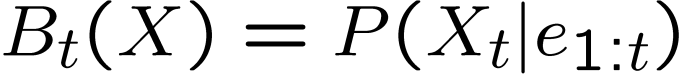 B_t(X) = P(X_t|e_{1:t})